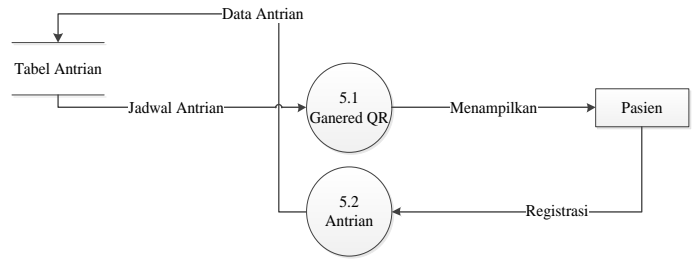 Data Antrian
Tabel Antrian
Jadwal Antrian
5.1
Ganered QR
Menampilkan
Pasien
5.2
Antrian
Registrasi